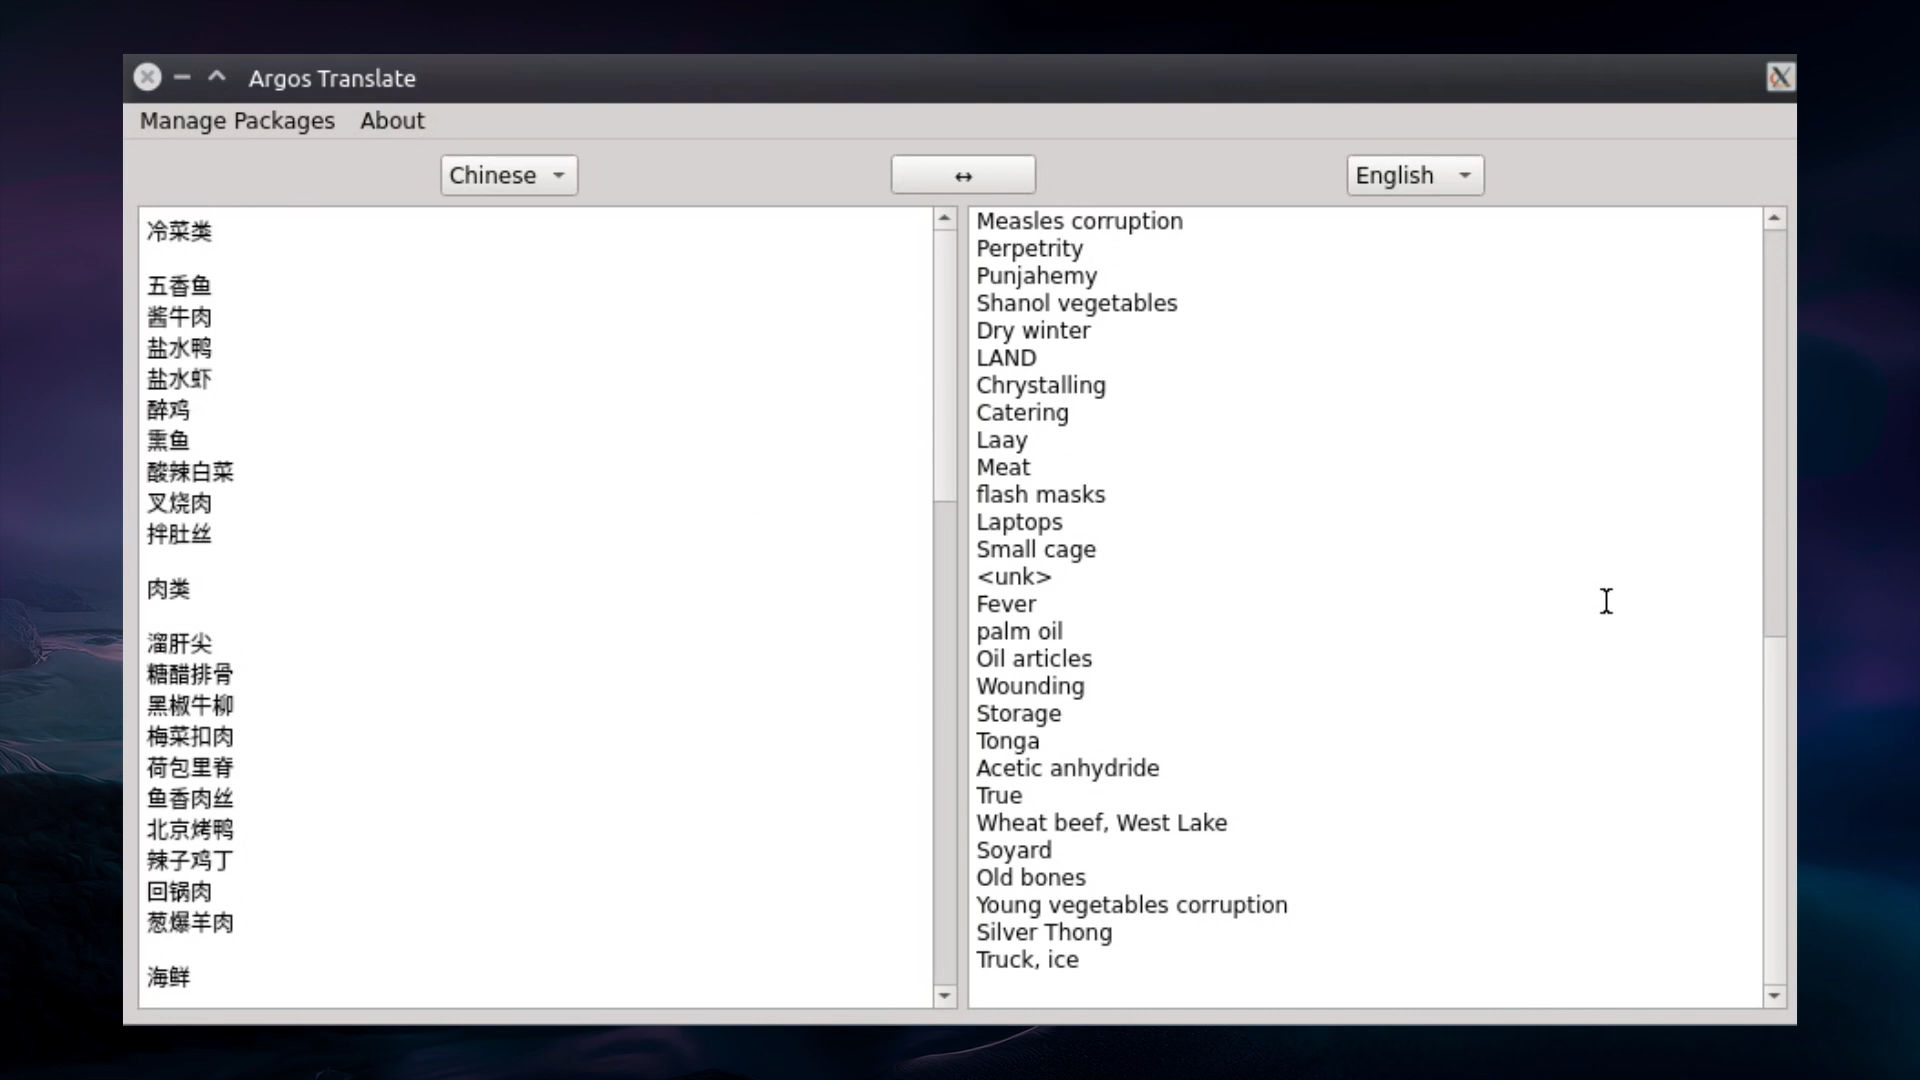 Argos Translate
Manage Packages About
Chinese ↔ English
冷菜类
五香鱼
酱牛肉
盐水鸭
盐水虾
醉鸡
熏鱼
酸辣白菜
叉烧肉
拌肚丝
肉类
溜肝尖
糖醋排骨
黑椒牛柳
梅菜扣肉
荷包里脊
鱼香肉丝
北京烤鸭
辣子鸡丁
回锅肉
葱爆羊肉
海鲜
Measles corruption
Perpetrity
Punjahemy
Shanol vegetables
Dry winter
LAND
Chrystalling
Catering
Laay
Meat
flash masks
Laptops
Small cage
<unk>
Fever
palm oil
Oil articles
Wounding
Storage
Tonga
Acetic anhydride
True
Wheat beef, West Lake
Soyard
Old bones
Young vegetables corruption
Silver Thong
Truck, ice